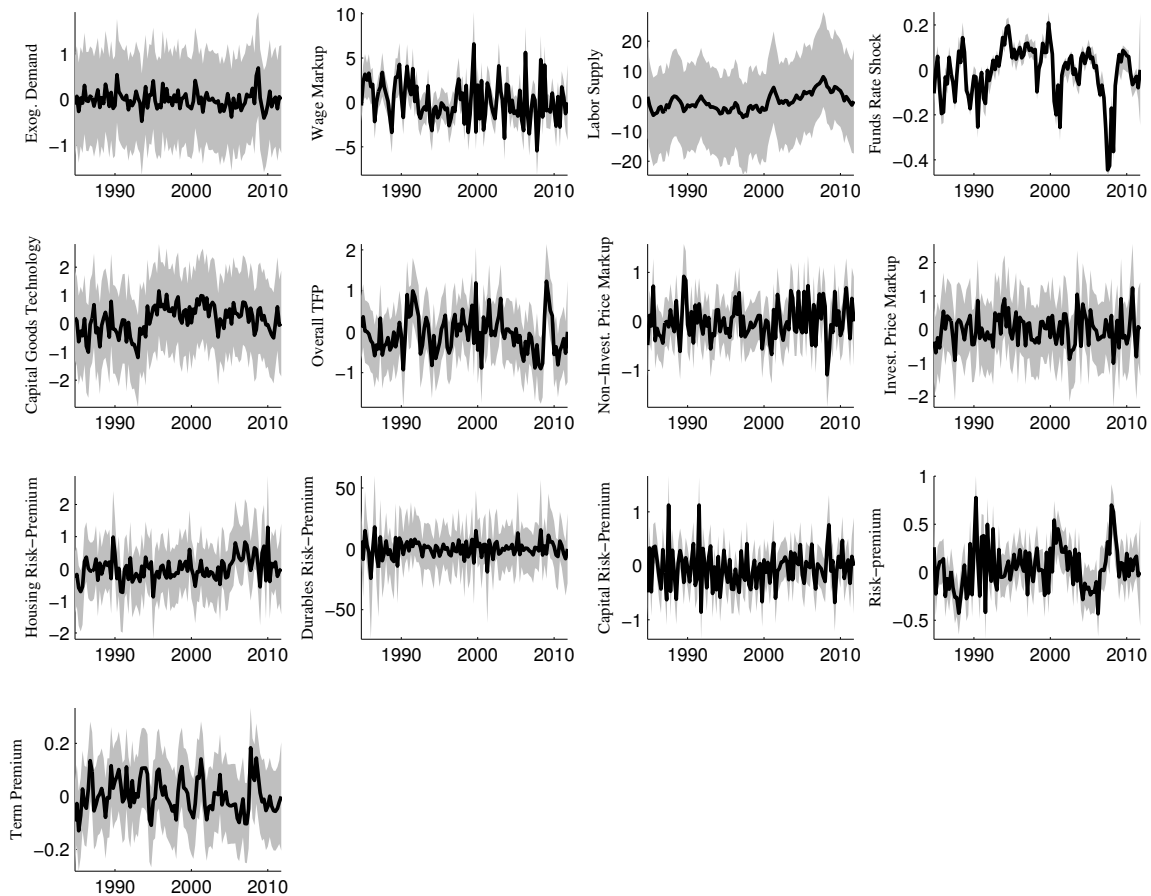 Exog. Demand
1
0
−1
1990 2000 2010
Wage Markup
10
5
0
−5
1990 2000 2010
Labor Supply
20
10
0
−10
−20
1990 2000 2010
Funds Rate Shock
0.2
0
−0.2
−0.4
1990 2000 2010
Capital Goods Technology
2
1
0
−1
−2
1990 2000 2010
Overall TFP
2
1
0
−1
1990 2000 2010
Non−Invest. Price Markup
1
0
−1
1990 2000 2010
Invest. Price Markup
2
1
0
−1
−2
1990 2000 2010
Housing Risk−Premium
2
1
0
−1
−2
1990 2000 2010
Durables Risk−Premium
50
0
−50
1990 2000 2010
Capital Risk−Premium
1
0
−1
1990 2000 2010
Risk−premium
1
0.5
0
−0.5
1990 2000 2010
Term Premium
0.2
0
−0.2
1990 2000 2010